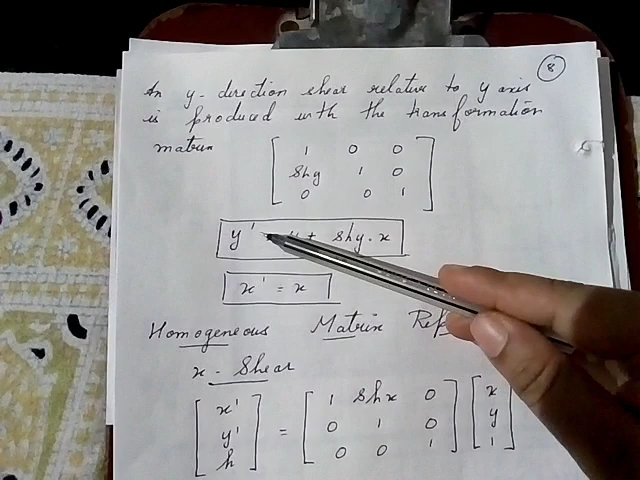 8
An y-direction shear relative to y axis
is produced with the transformation
matrix
1 0 0
shy 1 0
0 0 1
y' y + shy.x
x' = x
Homogeneous Matrix Rep
x - Shear
x' 1 shx 0 x
y' = 0 1 0 y
h 0 0 1 1